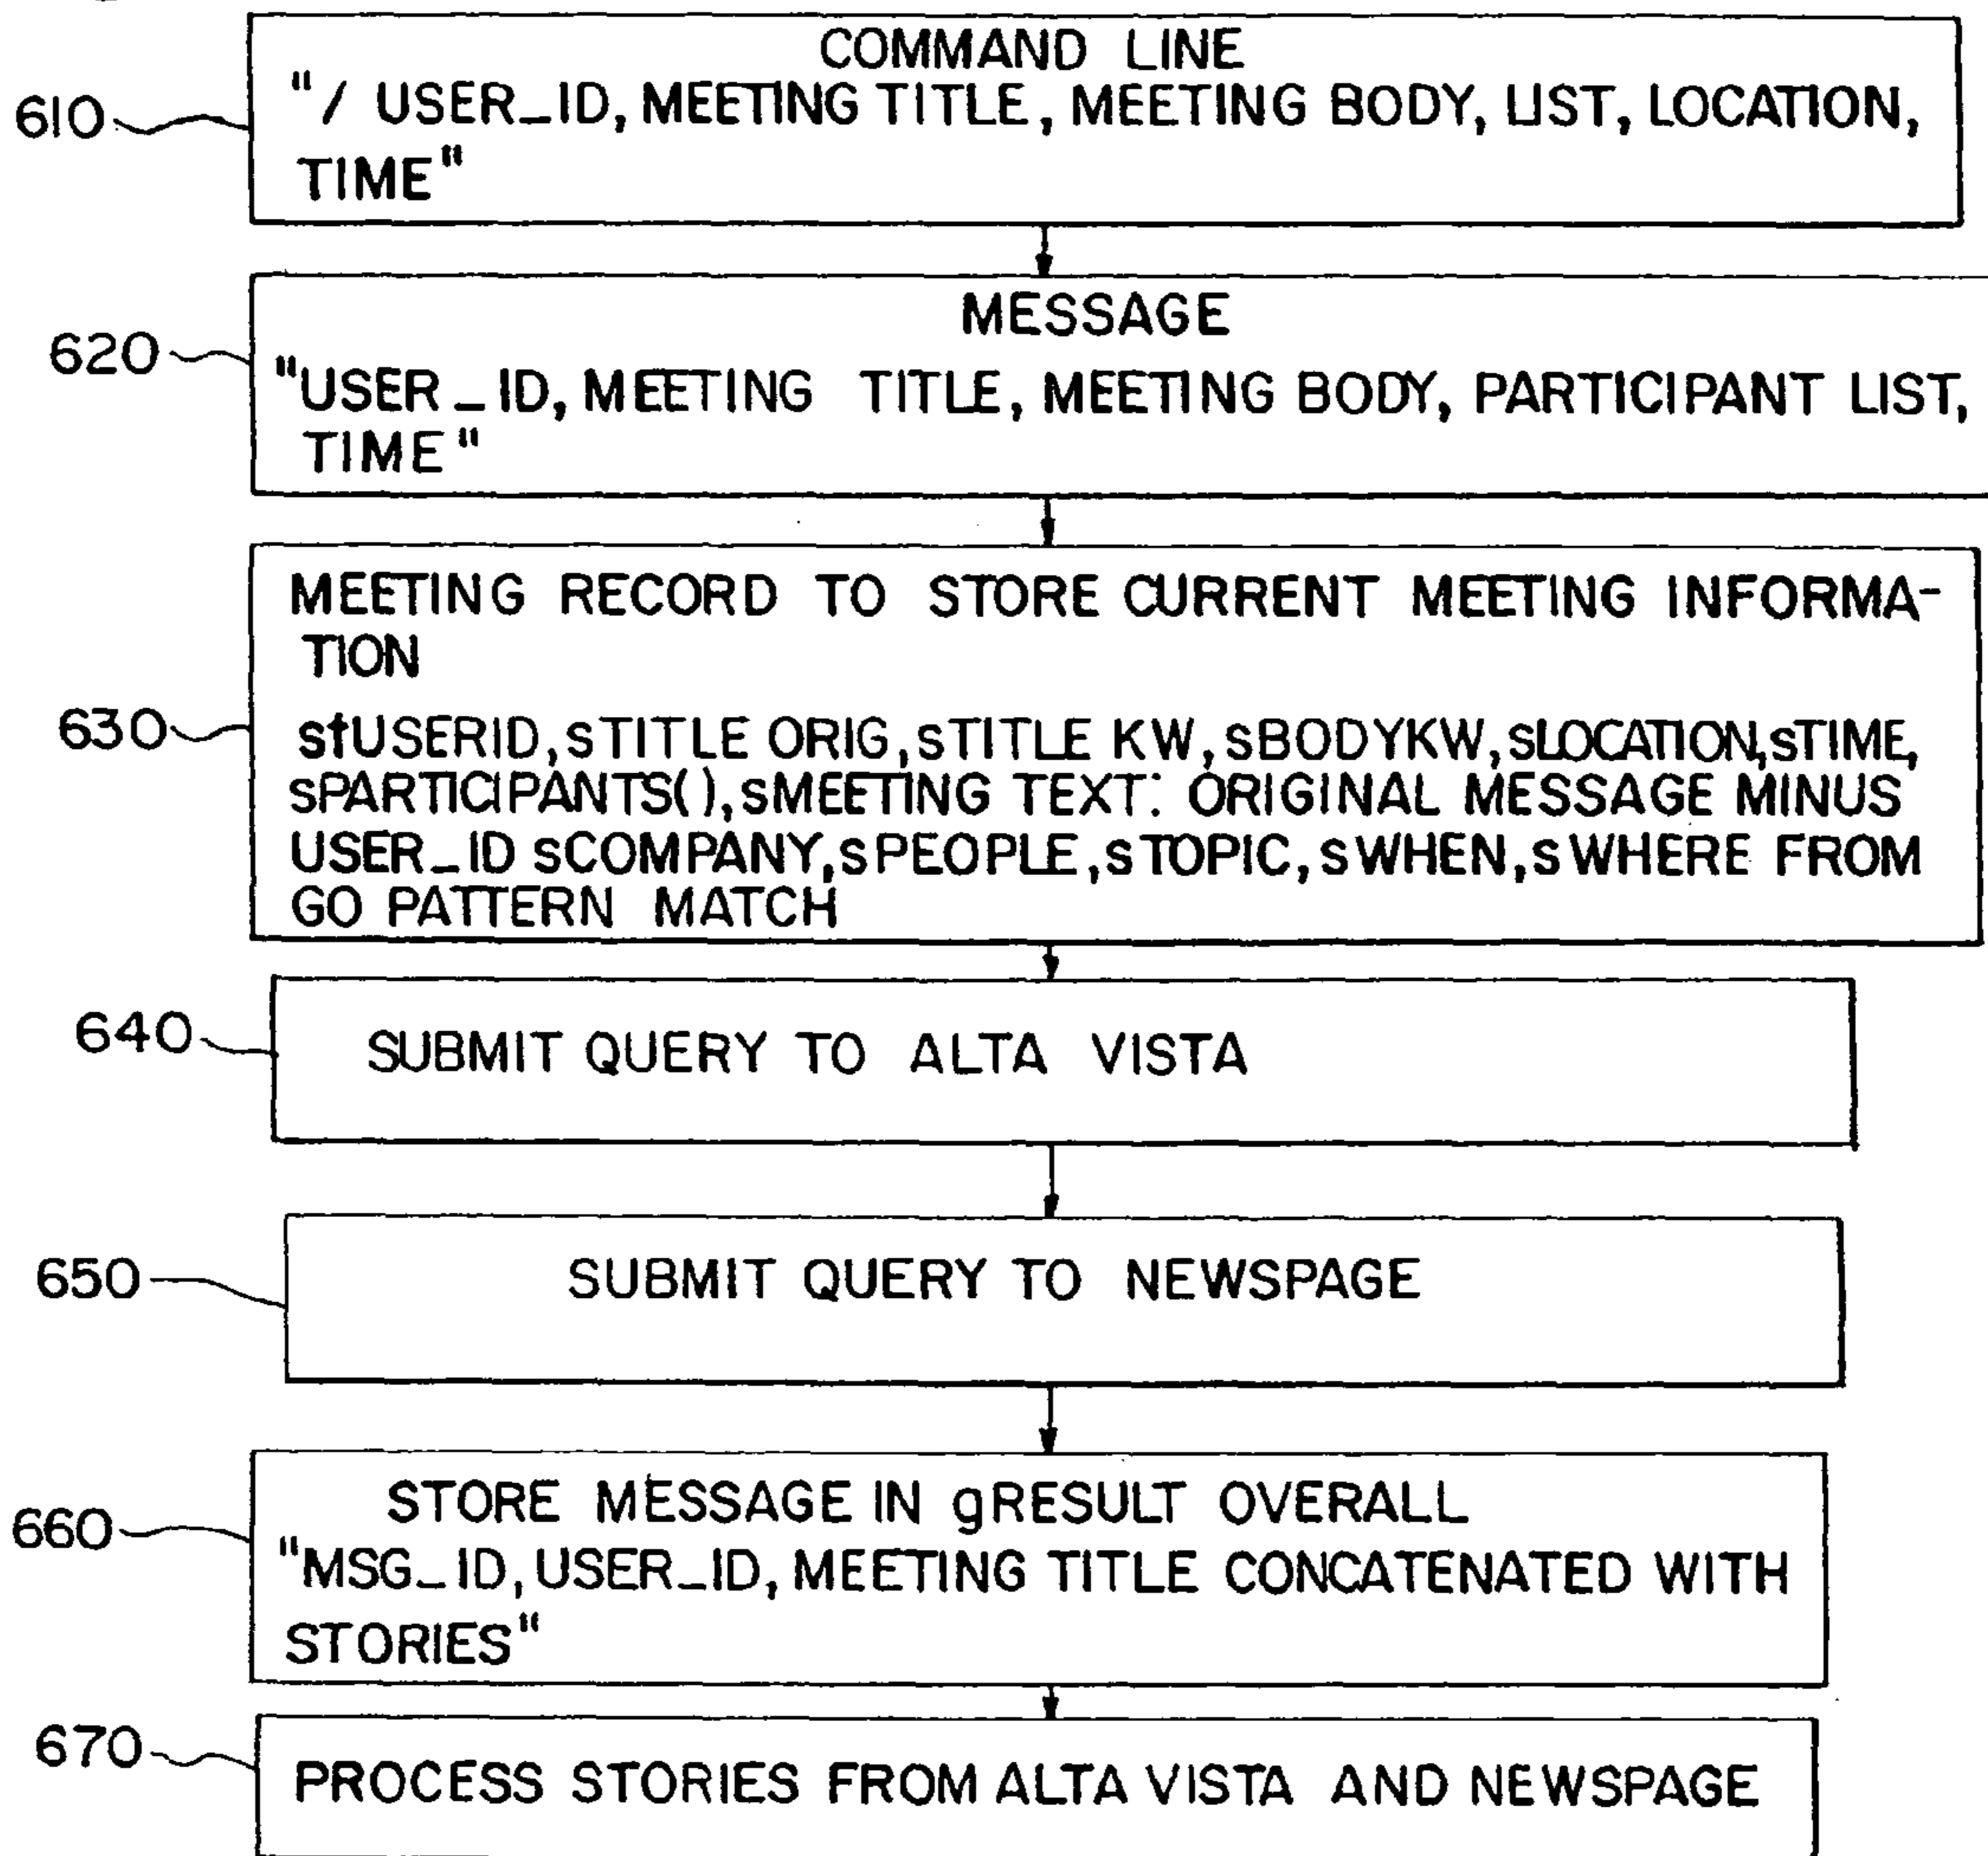 COMMAND LINE
610
"/ USER_ID, MEETING TITLE, MEETING BODY, LIST, LOCATION,
TIME"
MESSAGE
620
"USER_ID, MEETING TITLE, MEETING BODY, PARTICIPANT LIST,
TIME"
MEETING RECORD TO STORE CURRENT MEETING INFORMA-
TION
630
stUSERID, sTITLE ORIG, sTITLE KW, sBODYKW, sLOCATION, sTIME,
sPARTICIPANTS(), sMEETING TEXT: ORIGINAL MESSAGE MINUS
USER_ID sCOMPANY, sPEOPLE, sTOPIC, sWHEN, sWHERE FROM
GO PATTERN MATCH
640
SUBMIT QUERY TO ALTA VISTA
650
SUBMIT QUERY TO NEWSPAGE
660
STORE MESSAGE IN gRESULT OVERALL
"MSG_ID, USER_ID, MEETING TITLE CONCATENATED WITH
STORIES"
670
PROCESS STORIES FROM ALTA VISTA AND NEWSPAGE